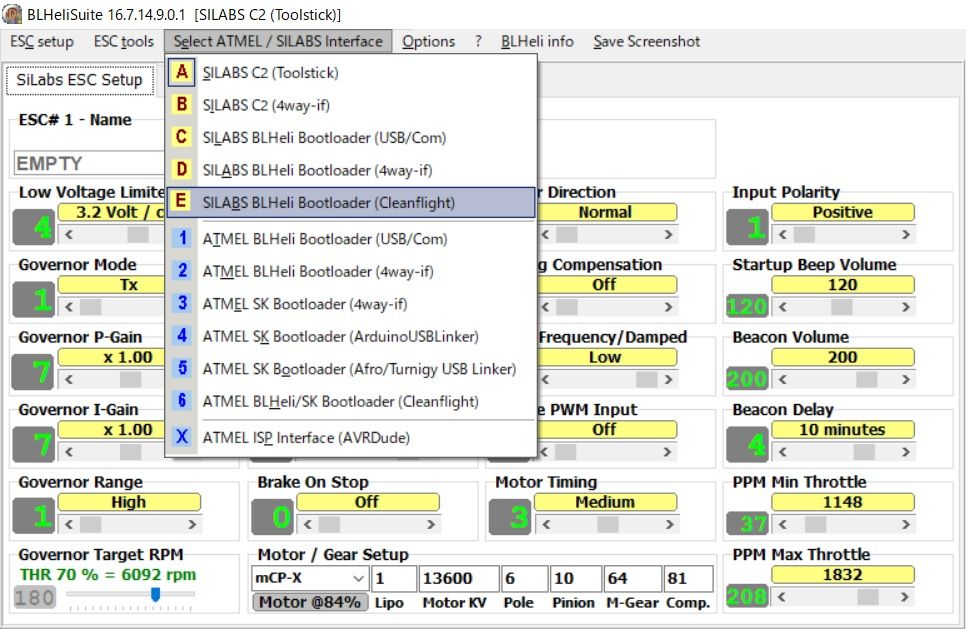 BLHeliSuite 16.7.14.9.0.1 [SILABS C2 (Toolstick)]
ESC setup ESC tools Select ATMEL / SILABS Interface Options ? BLHeli info Save Screenshot
SiLabs ESC Setup
A SILABS C2 (Toolstick)
B SILABS C2 (4way-if)
C SILABS BLHeli Bootloader (USB/Com)
D SILABS BLHeli Bootloader (4way-if)
E SILABS BLHeli Bootloader (Cleanflight)
1 ATMEL BLHeli Bootloader (USB/Com)
2 ATMEL BLHeli Bootloader (4way-if)
3 ATMEL SK Bootloader (4way-if)
4 ATMEL SK Bootloader (ArduinoUSBLinker)
5 ATMEL SK Bootloader (Afro/Turnigy USB Linker)
6 ATMEL BLHeli/SK Bootloader (Cleanflight)
X ATMEL ISP Interface (AVRDude)
ESC# 1 - Name
EMPTY
Low Voltage Limite
3.2 Volt / c
4
Direction
Normal
Input Polarity
Positive
1
Governor Mode
Tx
1
Compensation
Off
Startup Beep Volume
120
120
Governor P-Gain
x 1.00
7
Frequency/Damped
Low
Beacon Volume
200
200
Governor I-Gain
x 1.00
7
PWM Input
Off
Beacon Delay
10 minutes
4
Governor Range
High
1
Brake On Stop
Off
0
Motor Timing
Medium
3
PPM Min Throttle
1148
37
Governor Target RPM
THR 70 % = 6092 rpm
180
Motor / Gear Setup
mCP-X 1 13600 6 10 64 81
Motor @84% Lipo Motor KV Pole Pinion M-Gear Comp.
PPM Max Throttle
1832
208